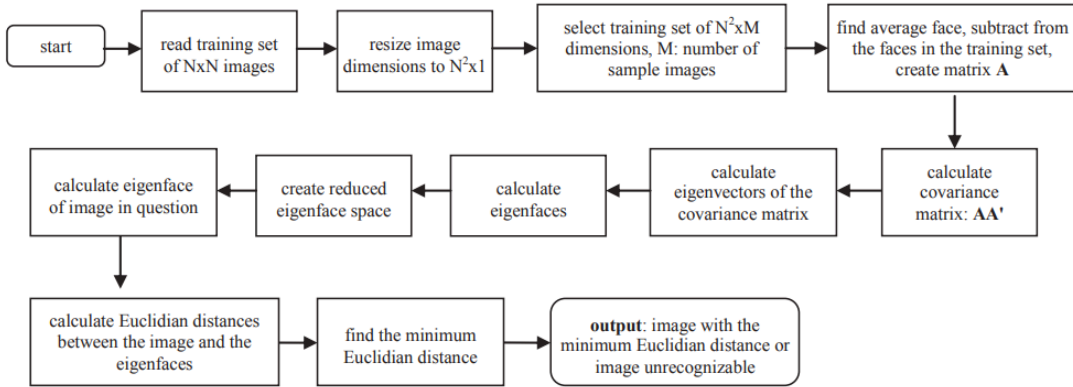 start
read training set
of NxN images
resize image
dimensions to N²x1
select training set of N²xM
dimensions, M: number of
sample images
find average face, subtract from
the faces in the training set,
create matrix A
calculate eigenface
of image in question
create reduced
eigenface space
calculate
eigenfaces
calculate
eigenvectors of the
covariance matrix
calculate
covariance
matrix: AA'
calculate Euclidian distances
between the image and the
eigenfaces
find the minimum
Euclidian distance
output: image with the
minimum Euclidian distance or
image unrecognizable